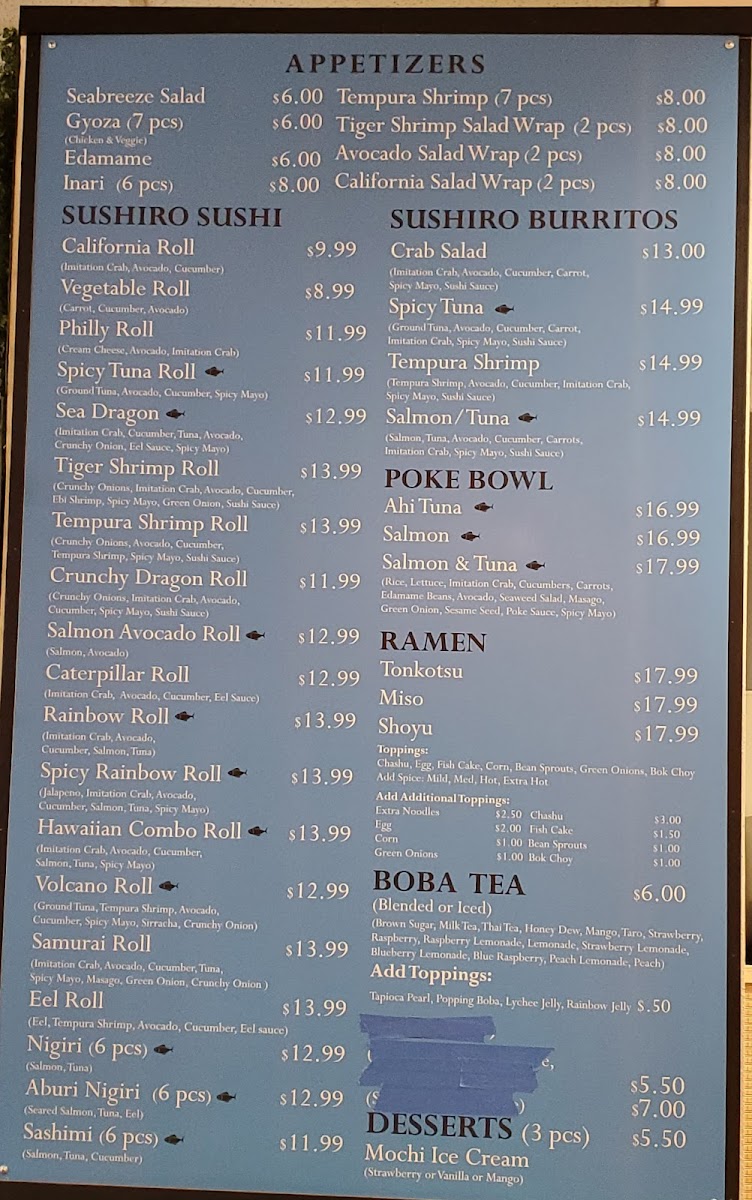 APPETIZERS
Seabreeze Salad $6.00
Gyoza (7 pcs) $6.00
(Chicken & Veggie)
Edamame $6.00
Inari (6 pcs) $8.00
Tempura Shrimp (7 pcs) $8.00
Tiger Shrimp Salad Wrap (2 pcs) $8.00
Avocado Salad Wrap (2 pcs) $8.00
California Salad Wrap (2 pcs) $8.00
SUSHIRO SUSHI
California Roll $9.99
(Imitation Crab, Avocado, Cucumber)
Vegetable Roll $8.99
(Carrot, Cucumber, Avocado)
Philly Roll $11.99
(Cream Cheese, Avocado, Imitation Crab)
Spicy Tuna Roll $11.99
(Ground Tuna, Avocado, Cucumber, Spicy Mayo)
Sea Dragon $12.99
(Imitation Crab, Cucumber, Tuna, Avocado,
Crunchy Onion, Eel Sauce, Spicy Mayo)
Tiger Shrimp Roll $13.99
(Crunchy Onions, Imitation Crab, Avocado, Cucumber,
Ebi Shrimp, Spicy Mayo, Green Onion, Sushi Sauce)
Tempura Shrimp Roll $13.99
(Crunchy Onions, Avocado, Cucumber,
Tempura Shrimp, Spicy Mayo, Sushi Sauce)
Crunchy Dragon Roll $11.99
(Crunchy Onions, Imitation Crab, Avocado,
Cucumber, Spicy Mayo, Sushi Sauce)
Salmon Avocado Roll $12.99
(Salmon, Avocado)
Caterpillar Roll $12.99
(Imitation Crab, Avocado, Cucumber, Eel Sauce)
Rainbow Roll $13.99
(Imitation Crab, Avocado,
Cucumber, Salmon, Tuna)
Spicy Rainbow Roll $13.99
(Jalapeno, Imitation Crab, Avocado,
Cucumber, Salmon, Tuna, Spicy Mayo)
Hawaiian Combo Roll $13.99
(Imitation Crab, Avocado, Cucumber,
Salmon, Tuna, Spicy Mayo)
Volcano Roll $12.99
(Ground Tuna, Tempura Shrimp, Avocado,
Cucumber, Spicy Mayo, Sirracha, Crunchy Onion)
Samurai Roll $13.99
(Imitation Crab, Avocado, Cucumber, Tuna,
Spicy Mayo, Masago, Green Onion, Crunchy Onion )
Eel Roll $13.99
(Eel, Tempura Shrimp, Avocado, Cucumber, Eel sauce)
Nigiri (6 pcs) $12.99
(Salmon, Tuna)
Aburi Nigiri (6 pcs) $12.99
(Seared Salmon, Tuna, Eel)
Sashimi (6 pcs) $11.99
(Salmon, Tuna, Cucumber)
SUSHIRO BURRITOS
Crab Salad $13.00
(Imitation Crab, Avocado, Cucumber, Carrot,
Spicy Mayo, Sushi Sauce)
Spicy Tuna $14.99
(Ground Tuna, Avocado, Cucumber, Carrot,
Imitation Crab, Spicy Mayo, Sushi Sauce)
Tempura Shrimp $14.99
(Tempura Shrimp, Avocado, Cucumber, Imitation Crab,
Spicy Mayo, Sushi Sauce)
Salmon/Tuna $14.99
(Salmon, Tuna, Avocado, Cucumber, Carrots,
Imitation Crab, Spicy Mayo, Sushi Sauce)
POKE BOWL
Ahi Tuna $16.99
Salmon $16.99
Salmon & Tuna $17.99
(Rice, Lettuce, Imitation Crab, Cucumbers, Carrots,
Edamame Beans, Avocado, Seaweed Salad, Masago,
Green Onion, Sesame Seed, Poke Sauce, Spicy Mayo)
RAMEN
Tonkotsu $17.99
Miso $17.99
Shoyu $17.99
Toppings:
Chashu, Egg, Fish Cake, Corn, Bean Sprouts, Green Onions, Bok Choy
Add Spice: Mild, Med, Hot, Extra Hot
Add Additional Toppings:
Extra Noodles $2.50 Chashu $3.00
Egg $2.00 Fish Cake $1.50
Corn $1.00 Bean Sprouts $1.00
Green Onions $1.00 Bok Choy $1.00
BOBA TEA $6.00
(Blended or Iced)
(Brown Sugar, Milk Tea, Thai Tea, Honey Dew, Mango, Taro, Strawberry,
Raspberry, Raspberry Lemonade, Lemonade, Strawberry Lemonade,
Blueberry Lemonade, Blue Raspberry, Peach Lemonade, Peach)
Add Toppings:
Tapioca Pearl, Popping Boba, Lychee Jelly, Rainbow Jelly $.50
$5.50
$7.00
DESSERTS (3 pcs) $5.50
Mochi Ice Cream
(Strawberry or Vanilla or Mango)